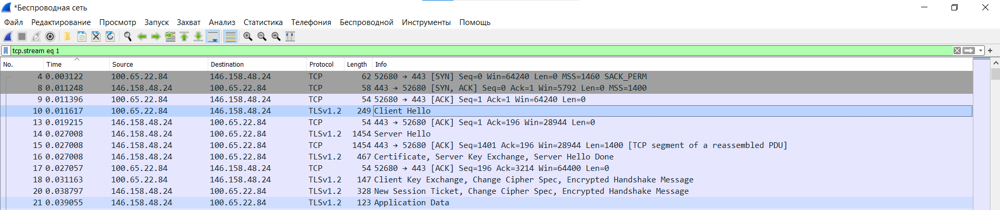 *Беспроводная сеть
Файл Редактирование Просмотр Запуск Захват Анализ Статистика Телефония Беспроводной Инструменты Помощь
tcp.stream eq 1
No. Time Source Destination Protocol Length Info
4 0.003122 100.65.22.84 146.158.48.24 TCP 62 52680 → 443 [SYN] Seq=0 Win=64240 Len=0 MSS=1460 SACK_PERM
8 0.011248 146.158.48.24 100.65.22.84 TCP 58 443 → 52680 [SYN, ACK] Seq=0 Ack=1 Win=5792 Len=0 MSS=1400
9 0.011396 100.65.22.84 146.158.48.24 TCP 54 52680 → 443 [ACK] Seq=1 Ack=1 Win=64240 Len=0
10 0.011617 100.65.22.84 146.158.48.24 TLSv1.2 249 Client Hello
13 0.019215 146.158.48.24 100.65.22.84 TCP 54 443 → 52680 [ACK] Seq=1 Ack=196 Win=28944 Len=0
14 0.027008 146.158.48.24 100.65.22.84 TLSv1.2 1454 Server Hello
15 0.027008 146.158.48.24 100.65.22.84 TCP 1454 443 → 52680 [ACK] Seq=1401 Ack=196 Win=28944 Len=1400 [TCP segment of a reassembled PDU]
16 0.027008 146.158.48.24 100.65.22.84 TLSv1.2 467 Certificate, Server Key Exchange, Server Hello Done
17 0.027057 100.65.22.84 146.158.48.24 TCP 54 52680 → 443 [ACK] Seq=196 Ack=3214 Win=64400 Len=0
18 0.031163 100.65.22.84 146.158.48.24 TLSv1.2 147 Client Key Exchange, Change Cipher Spec, Encrypted Handshake Message
20 0.038797 146.158.48.24 100.65.22.84 TLSv1.2 328 New Session Ticket, Change Cipher Spec, Encrypted Handshake Message
21 0.039055 146.158.48.24 100.65.22.84 TLSv1.2 123 Application Data